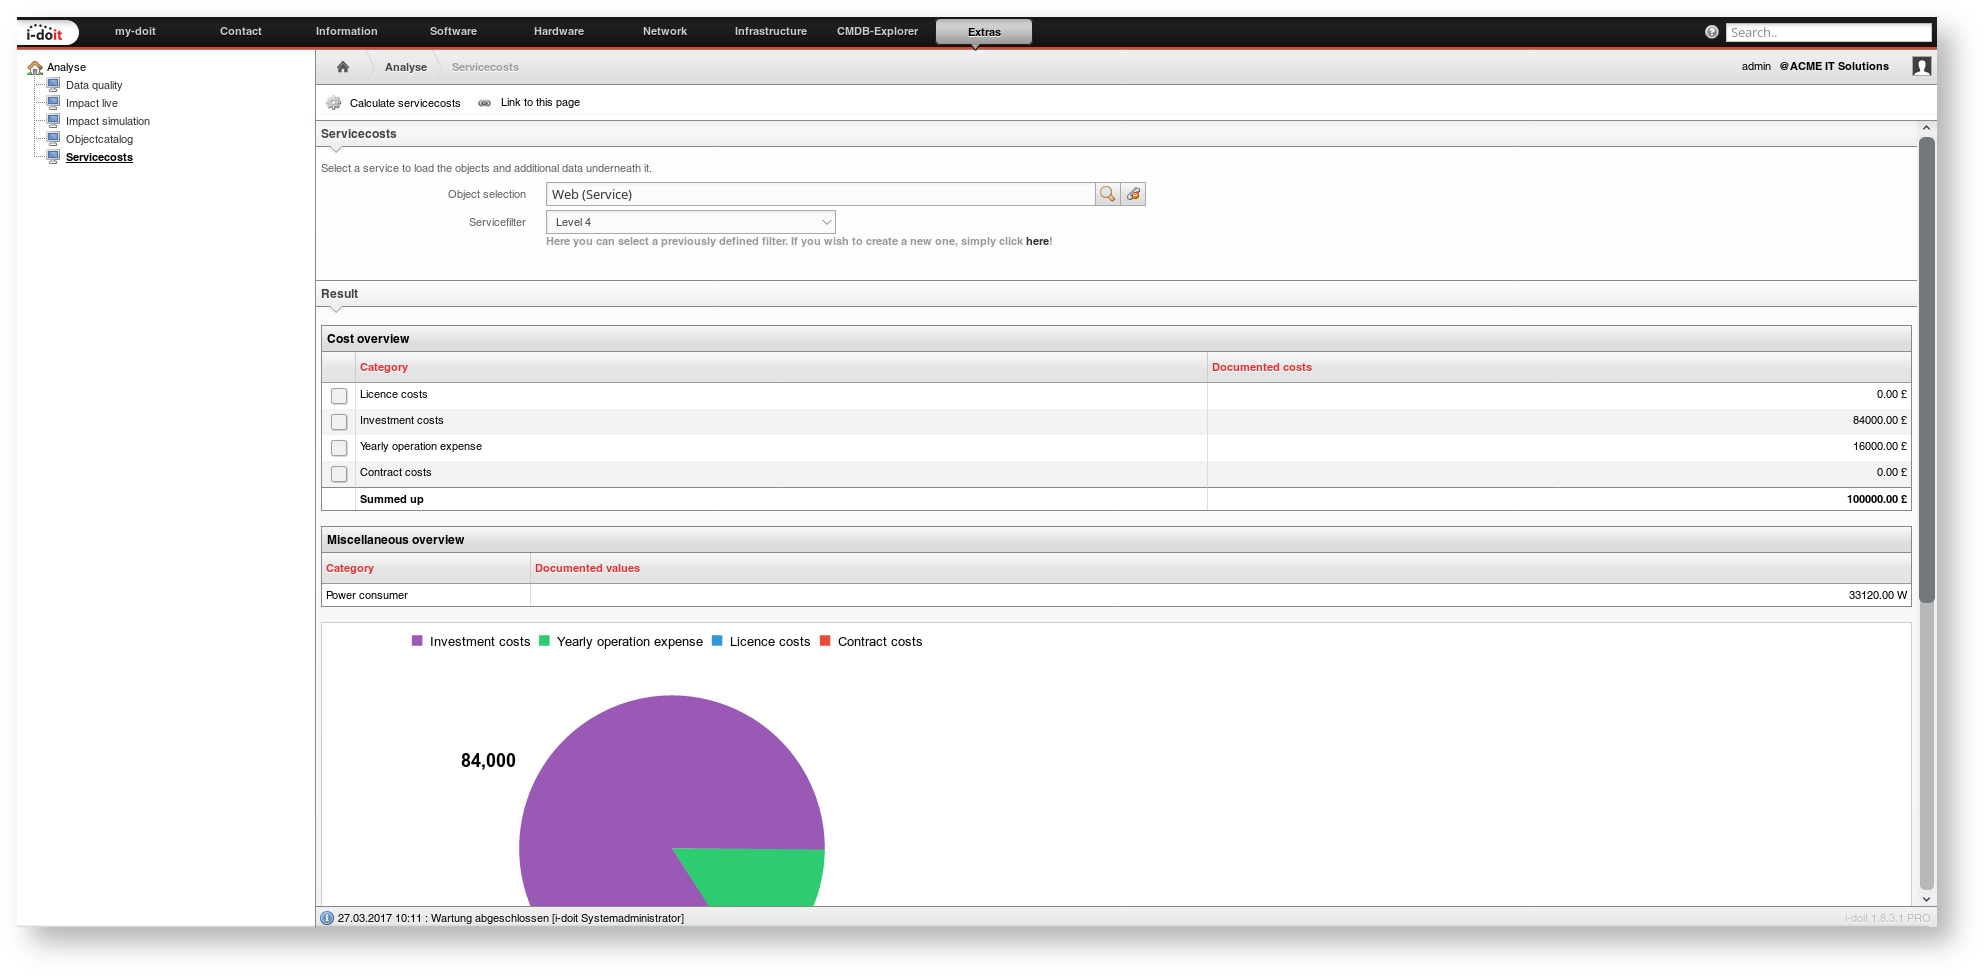 i-doit my-doit Contact Information Software Hardware Network Infrastructure CMDB-Explorer Extras ? Search..
Analyse
Data quality
Impact live
Impact simulation
Objectcatalog
Servicecosts
Analyse Servicecosts admin @ACME IT Solutions
Calculate servicecosts Link to this page
Servicecosts
Select a service to load the objects and additional data underneath it.
Object selection Web (Service)
Servicefilter Level 4
Here you can select a previously defined filter. If you wish to create a new one, simply click here!
Result
Cost overview
Category Documented costs
Licence costs 0.00 £
Investment costs 84000.00 £
Yearly operation expense 16000.00 £
Contract costs 0.00 £
Summed up 100000.00 £
Miscellaneous overview
Category Documented values
Power consumer 33120.00 W
Investment costs Yearly operation expense Licence costs Contract costs
84,000
27.03.2017 10:11 : Wartung abgeschlossen [i-doit Systemadministrator] i-doit 1.8.3.1 PRO